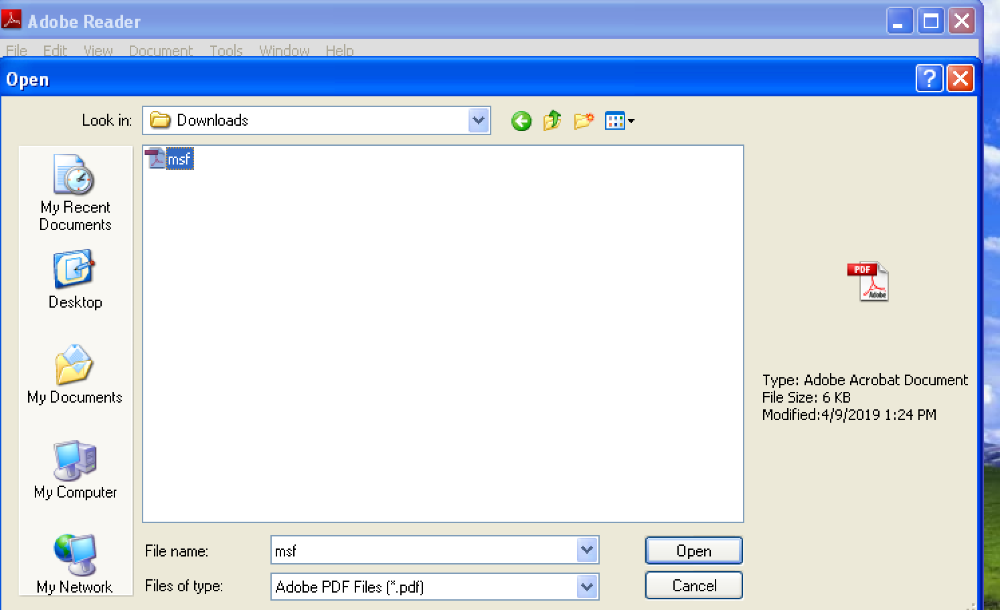 Adobe Reader
File Edit View Document Tools Window Help
Open
Look in: Downloads
msf
My Recent
Documents
Desktop
My Documents
My Computer
My Network
PDF
Adobe
Type: Adobe Acrobat Document
File Size: 6 KB
Modified:4/9/2019 1:24 PM
File name: msf Open
Files of type: Adobe PDF Files (*.pdf) Cancel